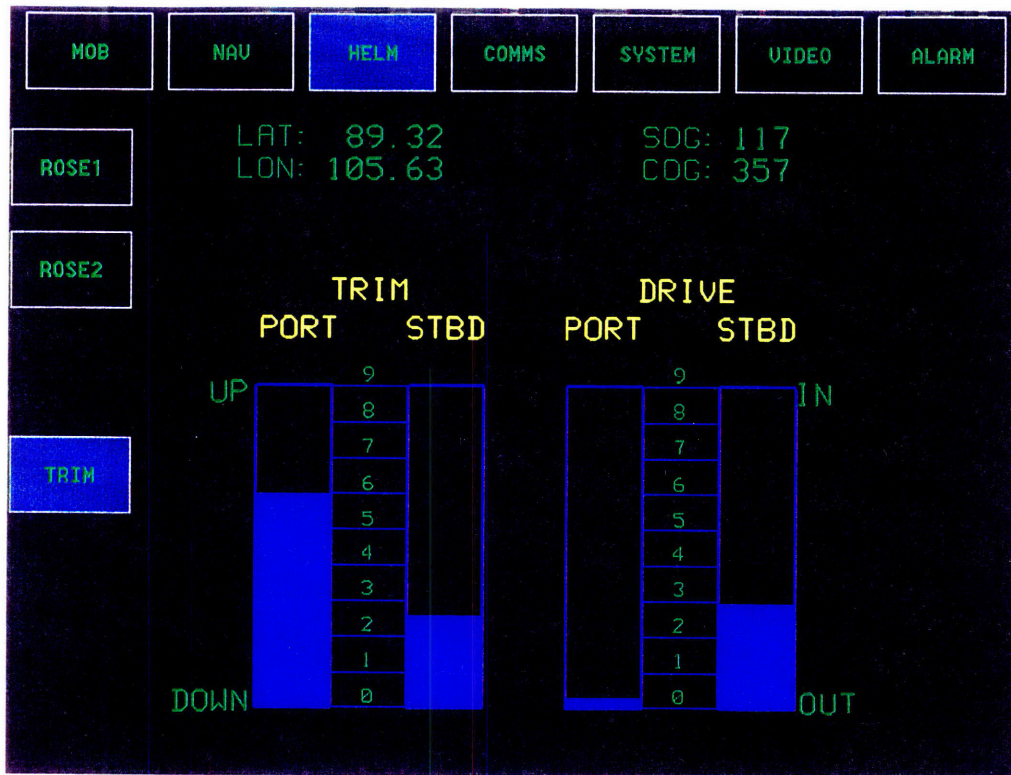 MOB NAV HELM COMMS SYSTEM VIDEO ALARM
LAT: 89.32 SOG: 117
LON: 105.63 COG: 357
ROSE1
ROSE2
TRIM DRIVE
PORT STBD PORT STBD
9 9
UP IN
8 8
7 7
TRIM
6 6
5 5
4 4
3 3
2 2
1 1
DOWN 0 0 OUT